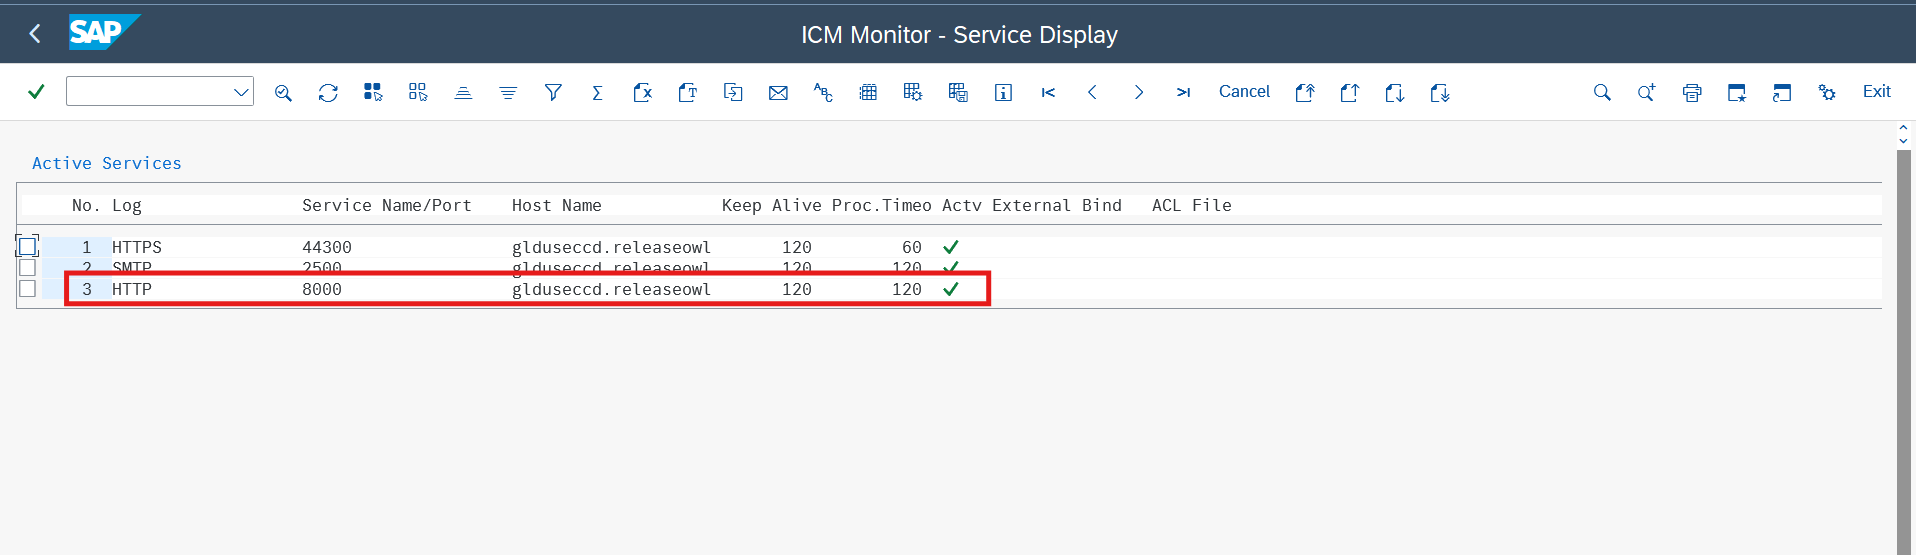 SAP
ICM Monitor - Service Display
Cancel
Exit
Active Services
No. Log Service Name/Port Host Name Keep Alive Proc.Timeo Actv External Bind ACL File
1 HTTPS 44300 glduseccd.releaseowl 120 60
2 SMTP 2500 glduseccd.releaseowl 120 120
3 HTTP 8000 glduseccd.releaseowl 120 120